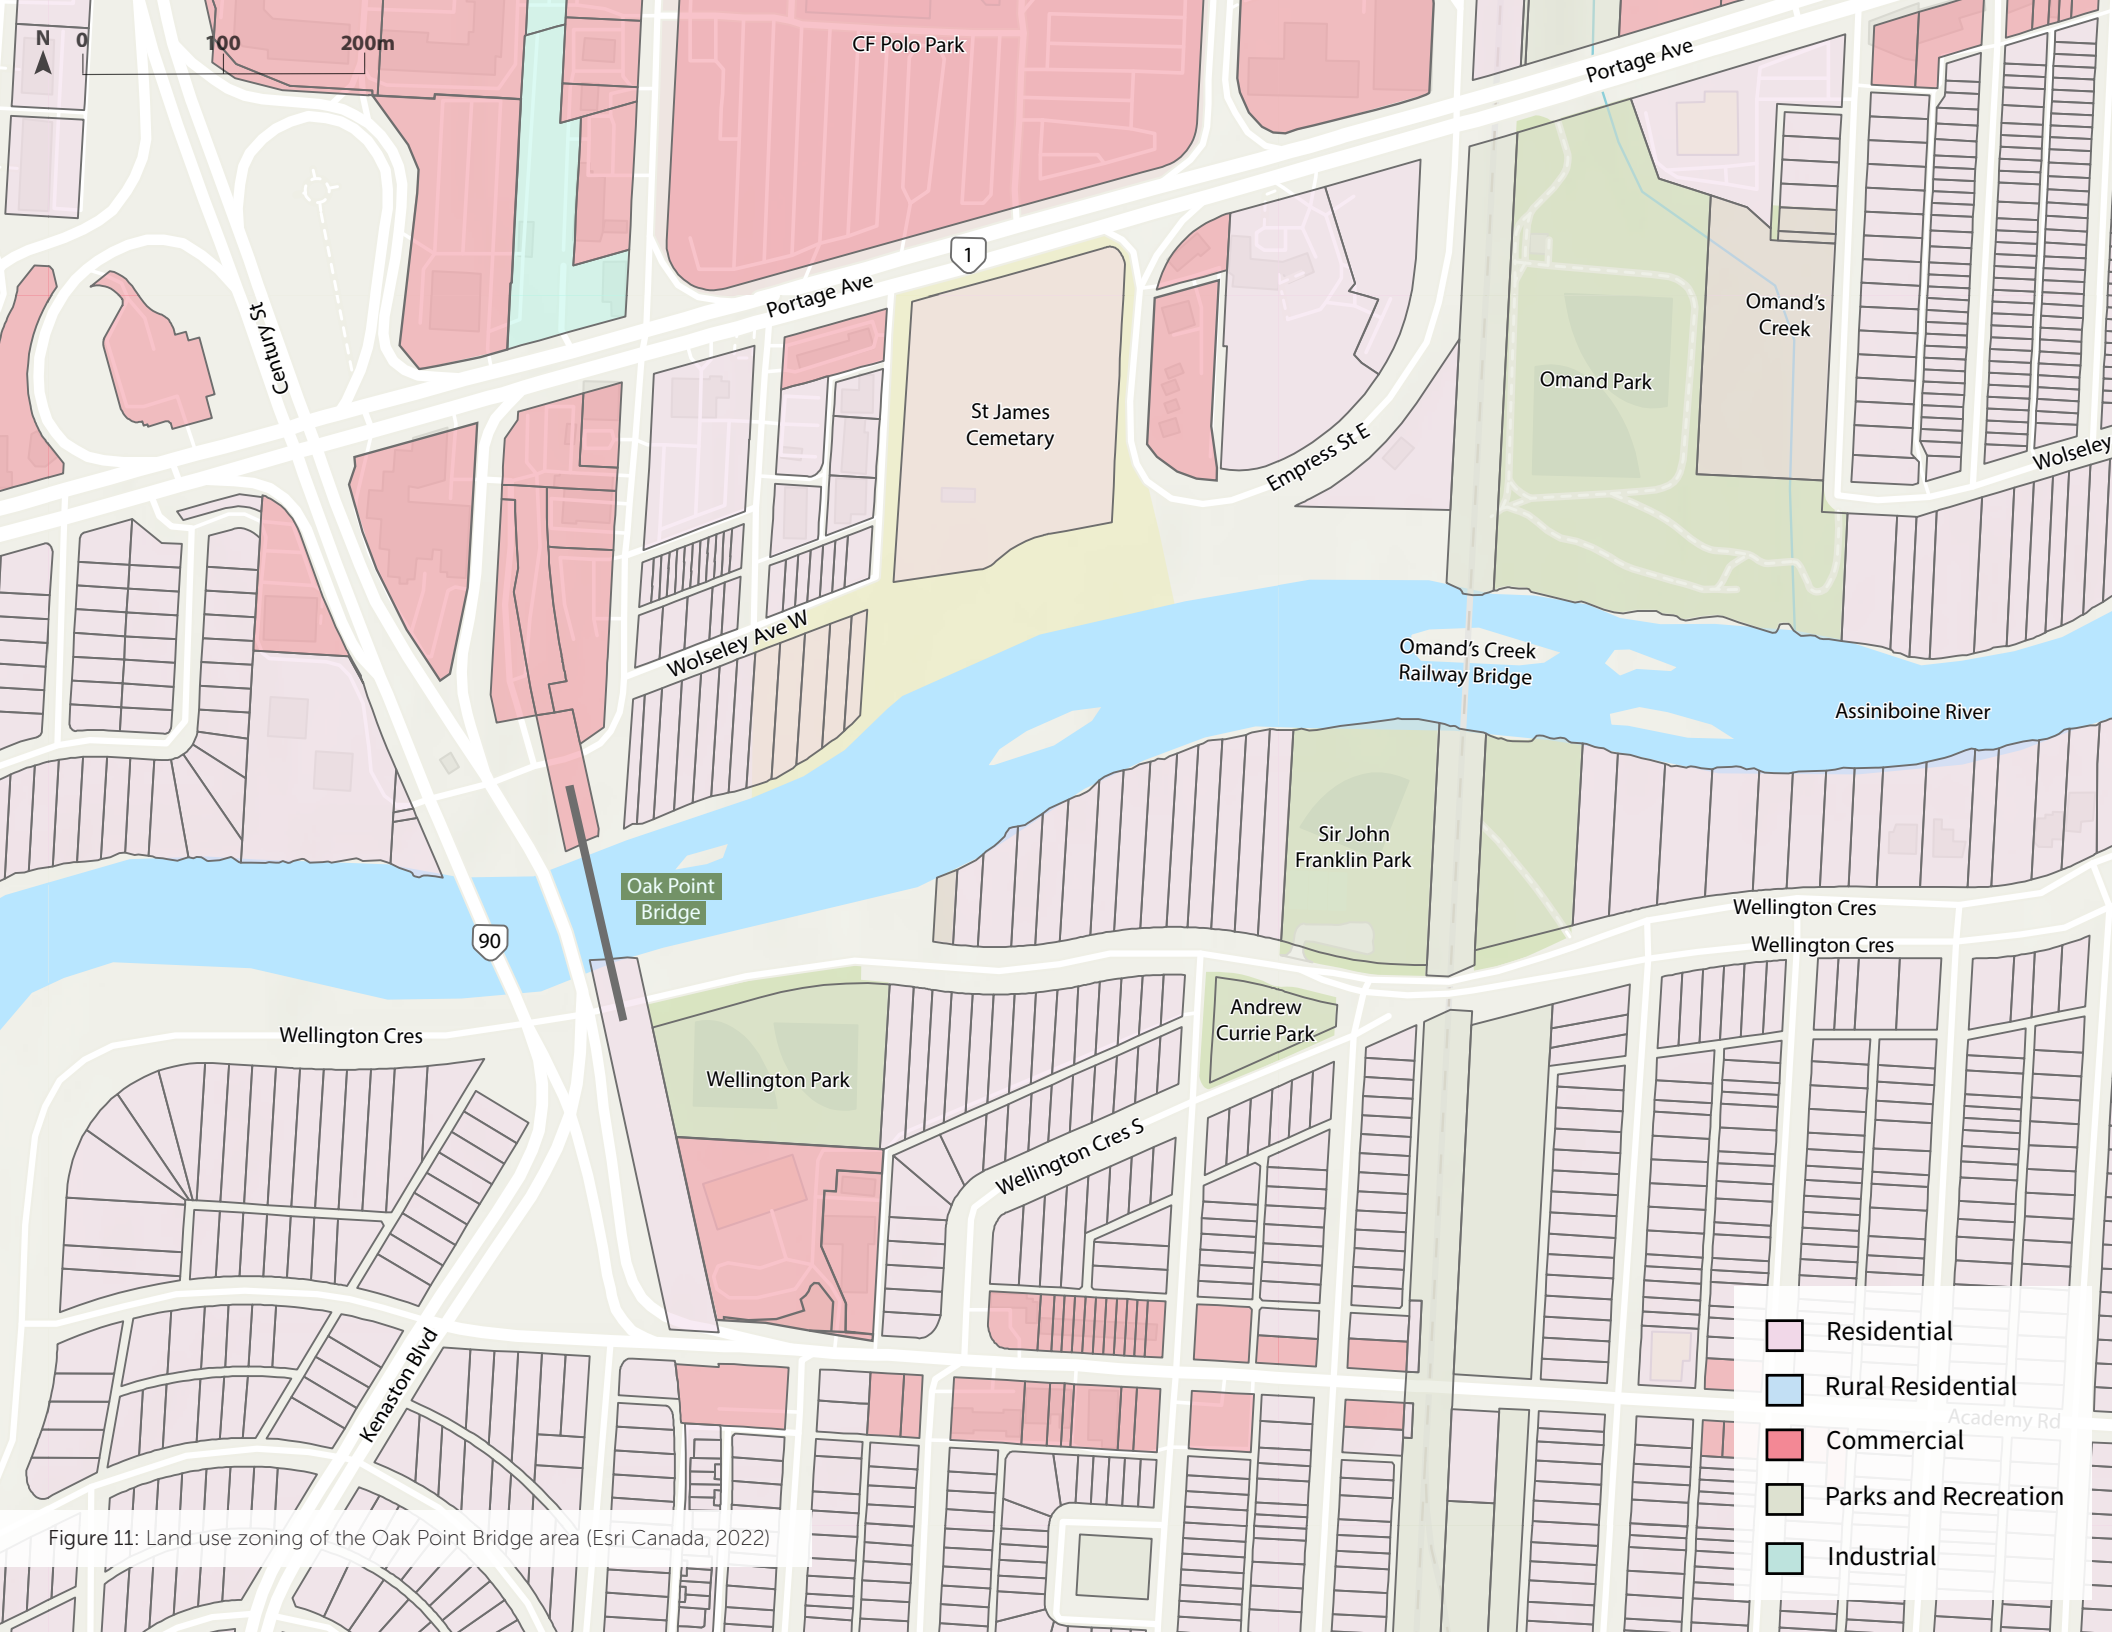 N
0
100
200m
CF Polo Park
Portage Ave
1
Portage Ave
Century St
Omand's
Creek
Omand Park
St James
Cemetary
Empress St E
Wolseley
Wolseley Ave W
Omand's Creek
Railway Bridge
Assiniboine River
Sir John
Franklin Park
Oak Point
Bridge
90
Wellington Cres
Wellington Cres
Wellington Cres
Andrew
Currie Park
Wellington Park
Wellington Cres S
Kenaston Blvd
Residential
Rural Residential
Academy Rd
Commercial
Parks and Recreation
Industrial
Figure 11: Land use zoning of the Oak Point Bridge area (Esri Canada, 2022)